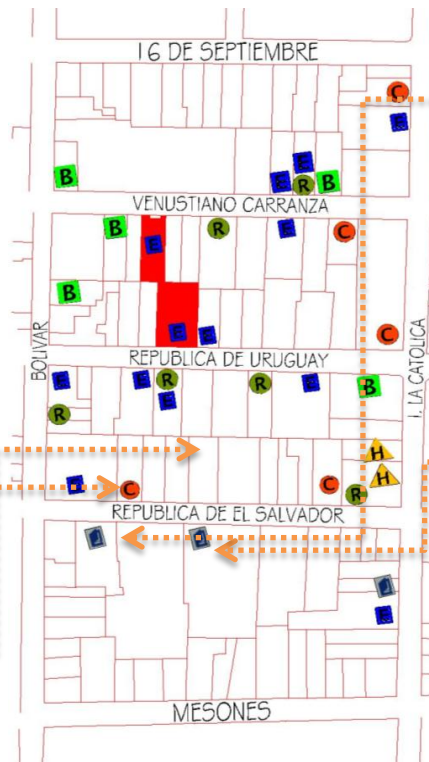 16 DE SEPTIEMBRE
C
E
E
E
R
B
B
VENUSTIANO CARRANZA
B
E
R
E
C
B
E
E
C
BOLIVAR
REPUBLICA DE URUGUAY
I. LA CATOLICA
E
E
R
E
R
E
B
R
H
H
E
C
C
R
REPUBLICA DE EL SALVADOR
E
MESONES